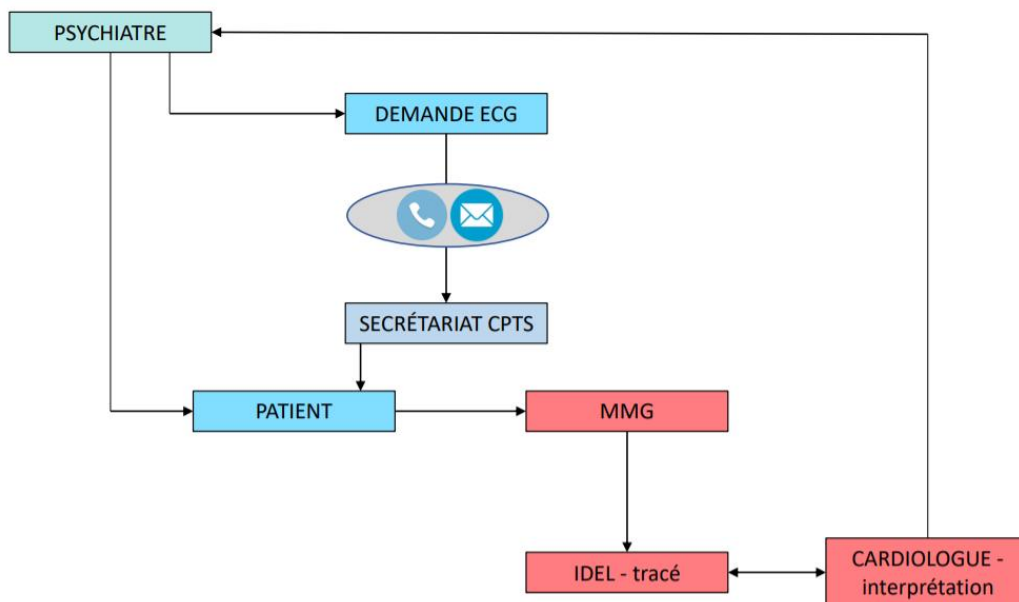 PSYCHIATRE
DEMANDE ECG
SECRÉTARIAT CPTS
PATIENT
MMG
IDEL - tracé
CARDIOLOGUE -
interprétation